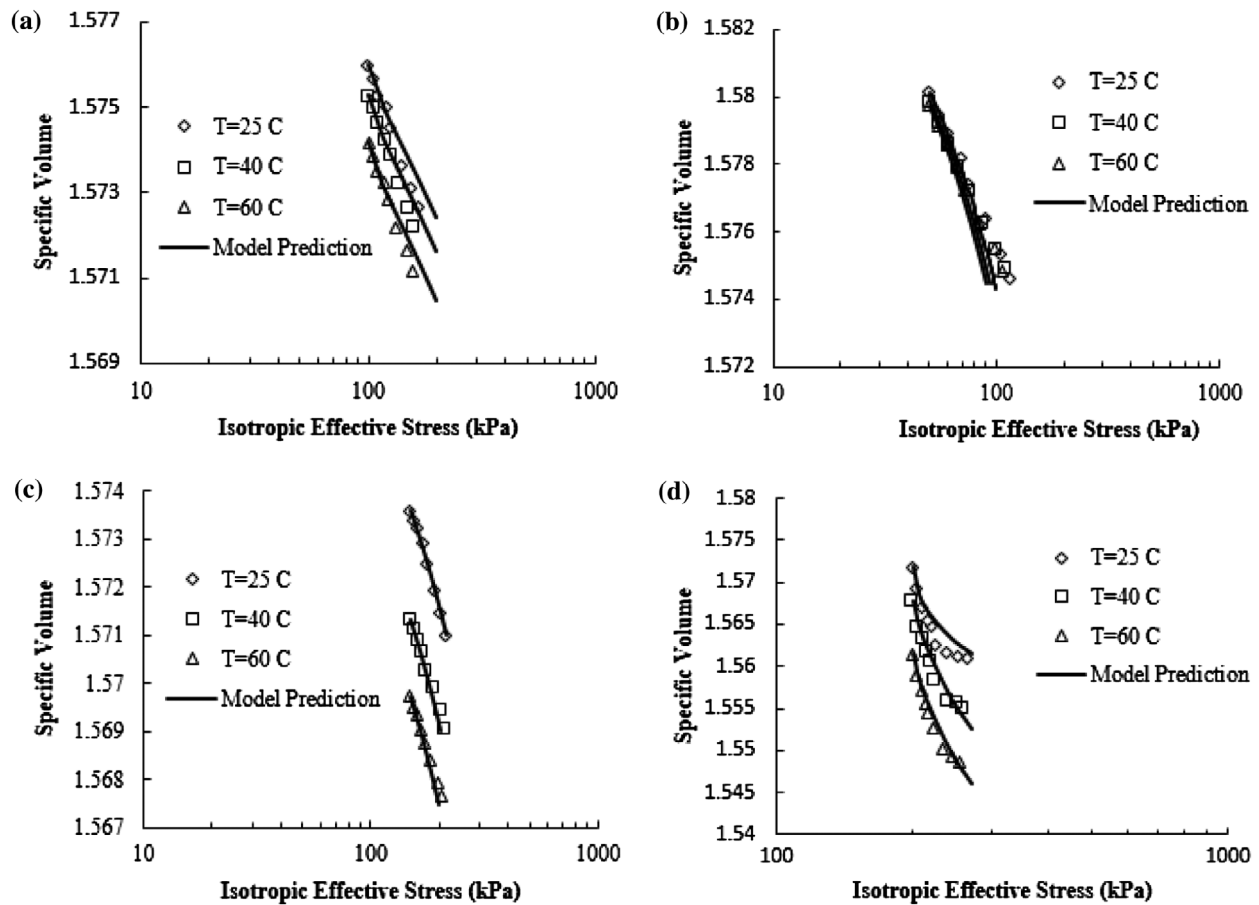 (a)
1.577
1.575
1.573
1.571
1.569
Specific Volume
T=25 C
T=40 C
T=60 C
Model Prediction
10
100
1000
Isotropic Effective Stress (kPa)
(b)
1.582
1.58
1.578
1.576
1.574
1.572
Specific Volume
T=25 C
T=40 C
T=60 C
Model Prediction
10
100
1000
Isotropic Effective Stress (kPa)
(c)
1.574
1.573
1.572
1.571
1.57
1.569
1.568
1.567
Specific Volume
T=25 C
T=40 C
T=60 C
Model Prediction
10
100
1000
Isotropic Effective Stress (kPa)
(d)
1.58
1.575
1.57
1.565
1.56
1.555
1.55
1.545
1.54
Specific Volume
T=25 C
T=40 C
T=60 C
Model Prediction
100
1000
Isotropic Effective Stress (kPa)